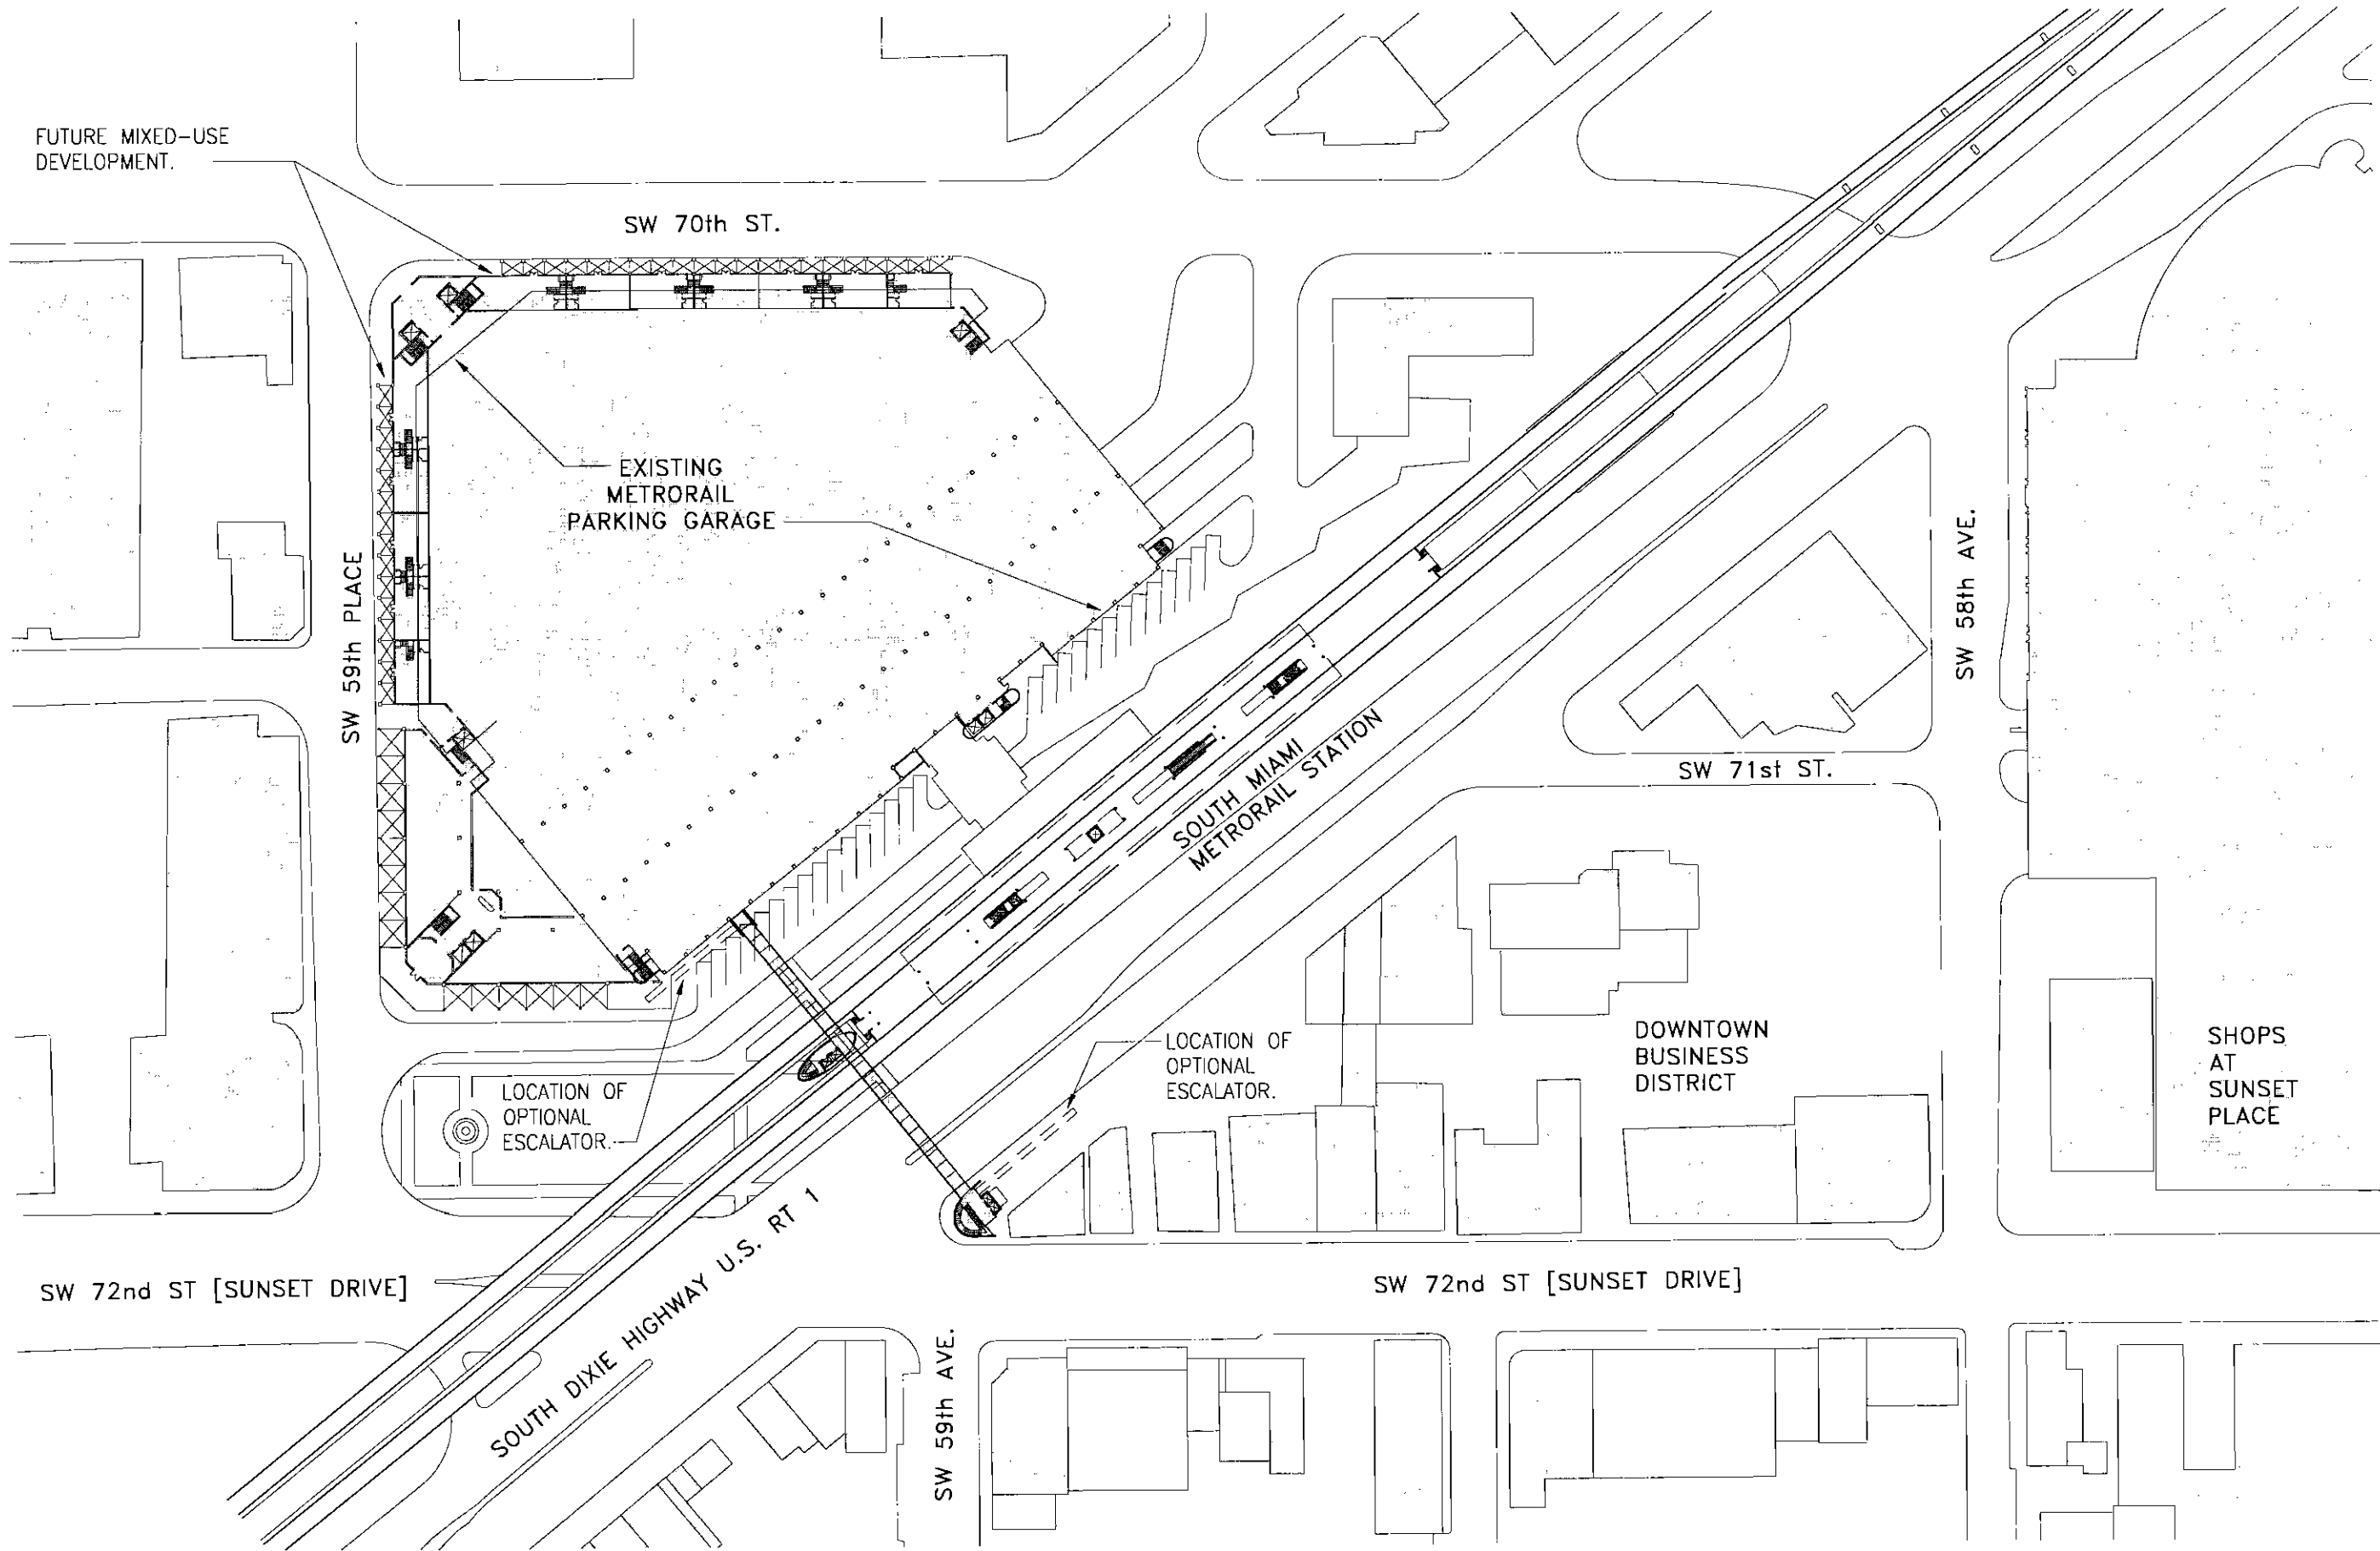 FUTURE MIXED-USE
DEVELOPMENT.
SW 70th ST.
EXISTING
METRORAIL
PARKING GARAGE
SW 59th PLACE
SW 58th AVE.
SOUTH MIAMI
METRORAIL STATION
SW 71st ST.
LOCATION OF
OPTIONAL
ESCALATOR.
LOCATION OF
OPTIONAL
ESCALATOR.
DOWNTOWN
BUSINESS
DISTRICT
SHOPS
AT
SUNSET
PLACE
SW 72nd ST [SUNSET DRIVE]
SOUTH DIXIE HIGHWAY U.S. RT 1
SW 72nd ST [SUNSET DRIVE]
SW 59th AVE.